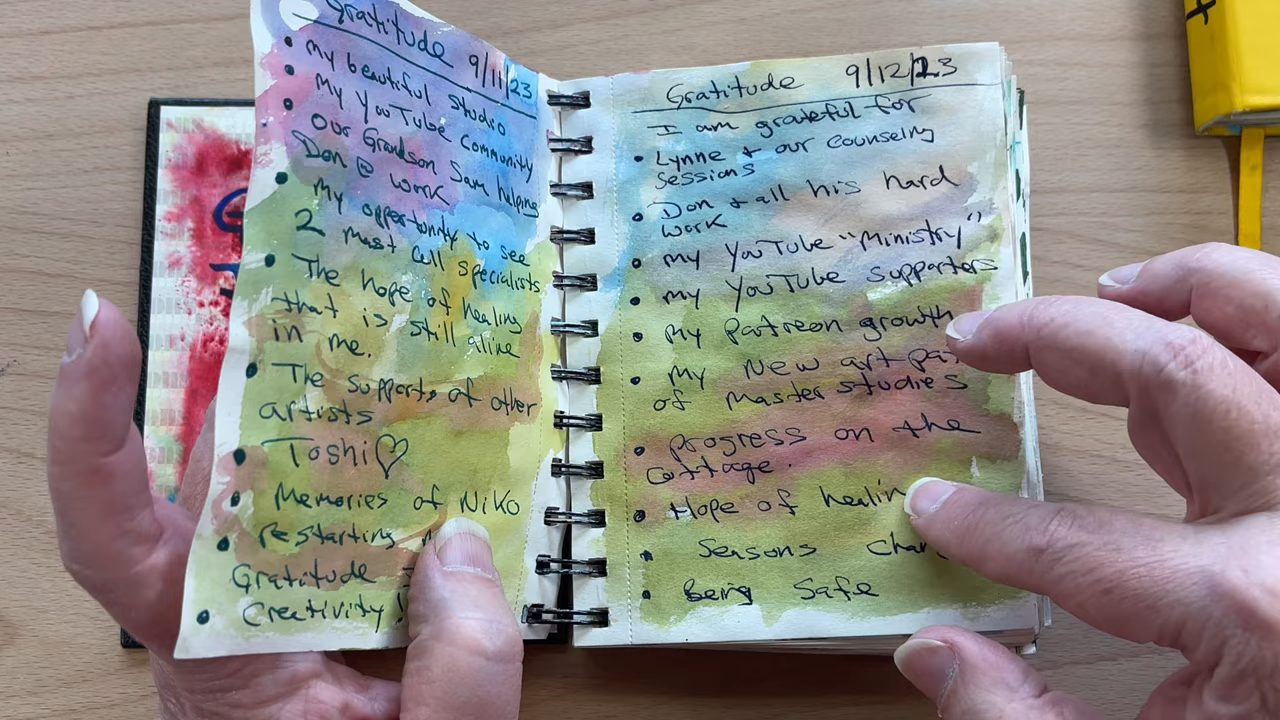 Gratitude 9/11/23
• My beautiful studio
• My YouTube Community
• Our Grandson Sam helping
Don @ work
• My opportunity to see
2 mast cell specialists
• The hope of healing
that is still alive
in me.
• The support of other
artists
• Toshi♡
• Memories of Niko
• Restarting
Gratitude
• Creativity!
Gratitude 9/12/23
I am grateful for
• Lynne + our counseling
sessions
• Don + all his hard
work
• My YouTube "Ministry"
• My YouTube supporters
• My Patreon growth
• My New art
of Master studies
• Progress on the
Cottage.
• Hope of healin
• Seasons
• Being Safe